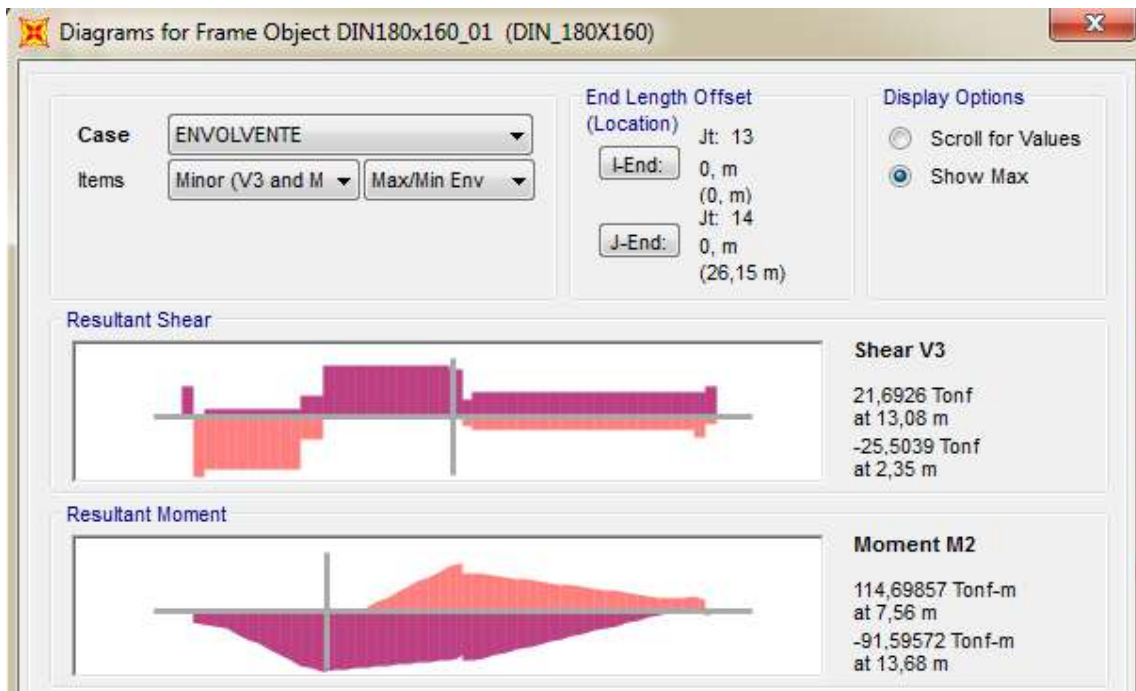 Diagrams for Frame Object DIN180x160_01 (DIN_180X160)
Case
ENVOLVENTE
Items
Minor (V3 and M
Max/Min Env
End Length Offset
(Location)
Jt: 13
I-End:
0, m
(0, m)
Jt: 14
J-End:
0, m
(26,15 m)
Display Options
Scroll for Values
Show Max
Resultant Shear
Shear V3
21,6926 Tonf
at 13,08 m
-25,5039 Tonf
at 2,35 m
Resultant Moment
Moment M2
114,69857 Tonf-m
at 7,56 m
-91,59572 Tonf-m
at 13,68 m